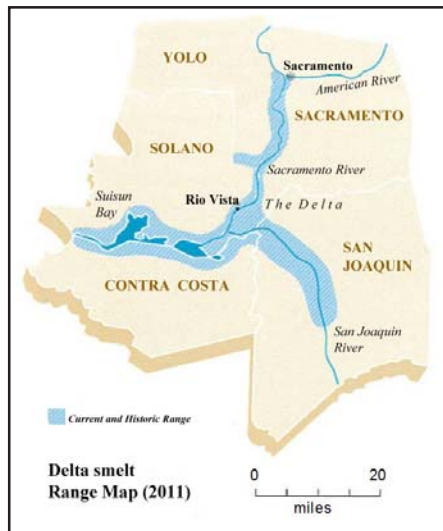 YOLO
Sacramento
American River
SACRAMENTO
SOLANO
Sacramento River
Suisun
Bay
Rio Vista
The Delta
SAN
JOAQUIN
CONTRA COSTA
San Joaquin
River
Current and Historic Range
Delta smelt
Range Map (2011)
0 20
miles